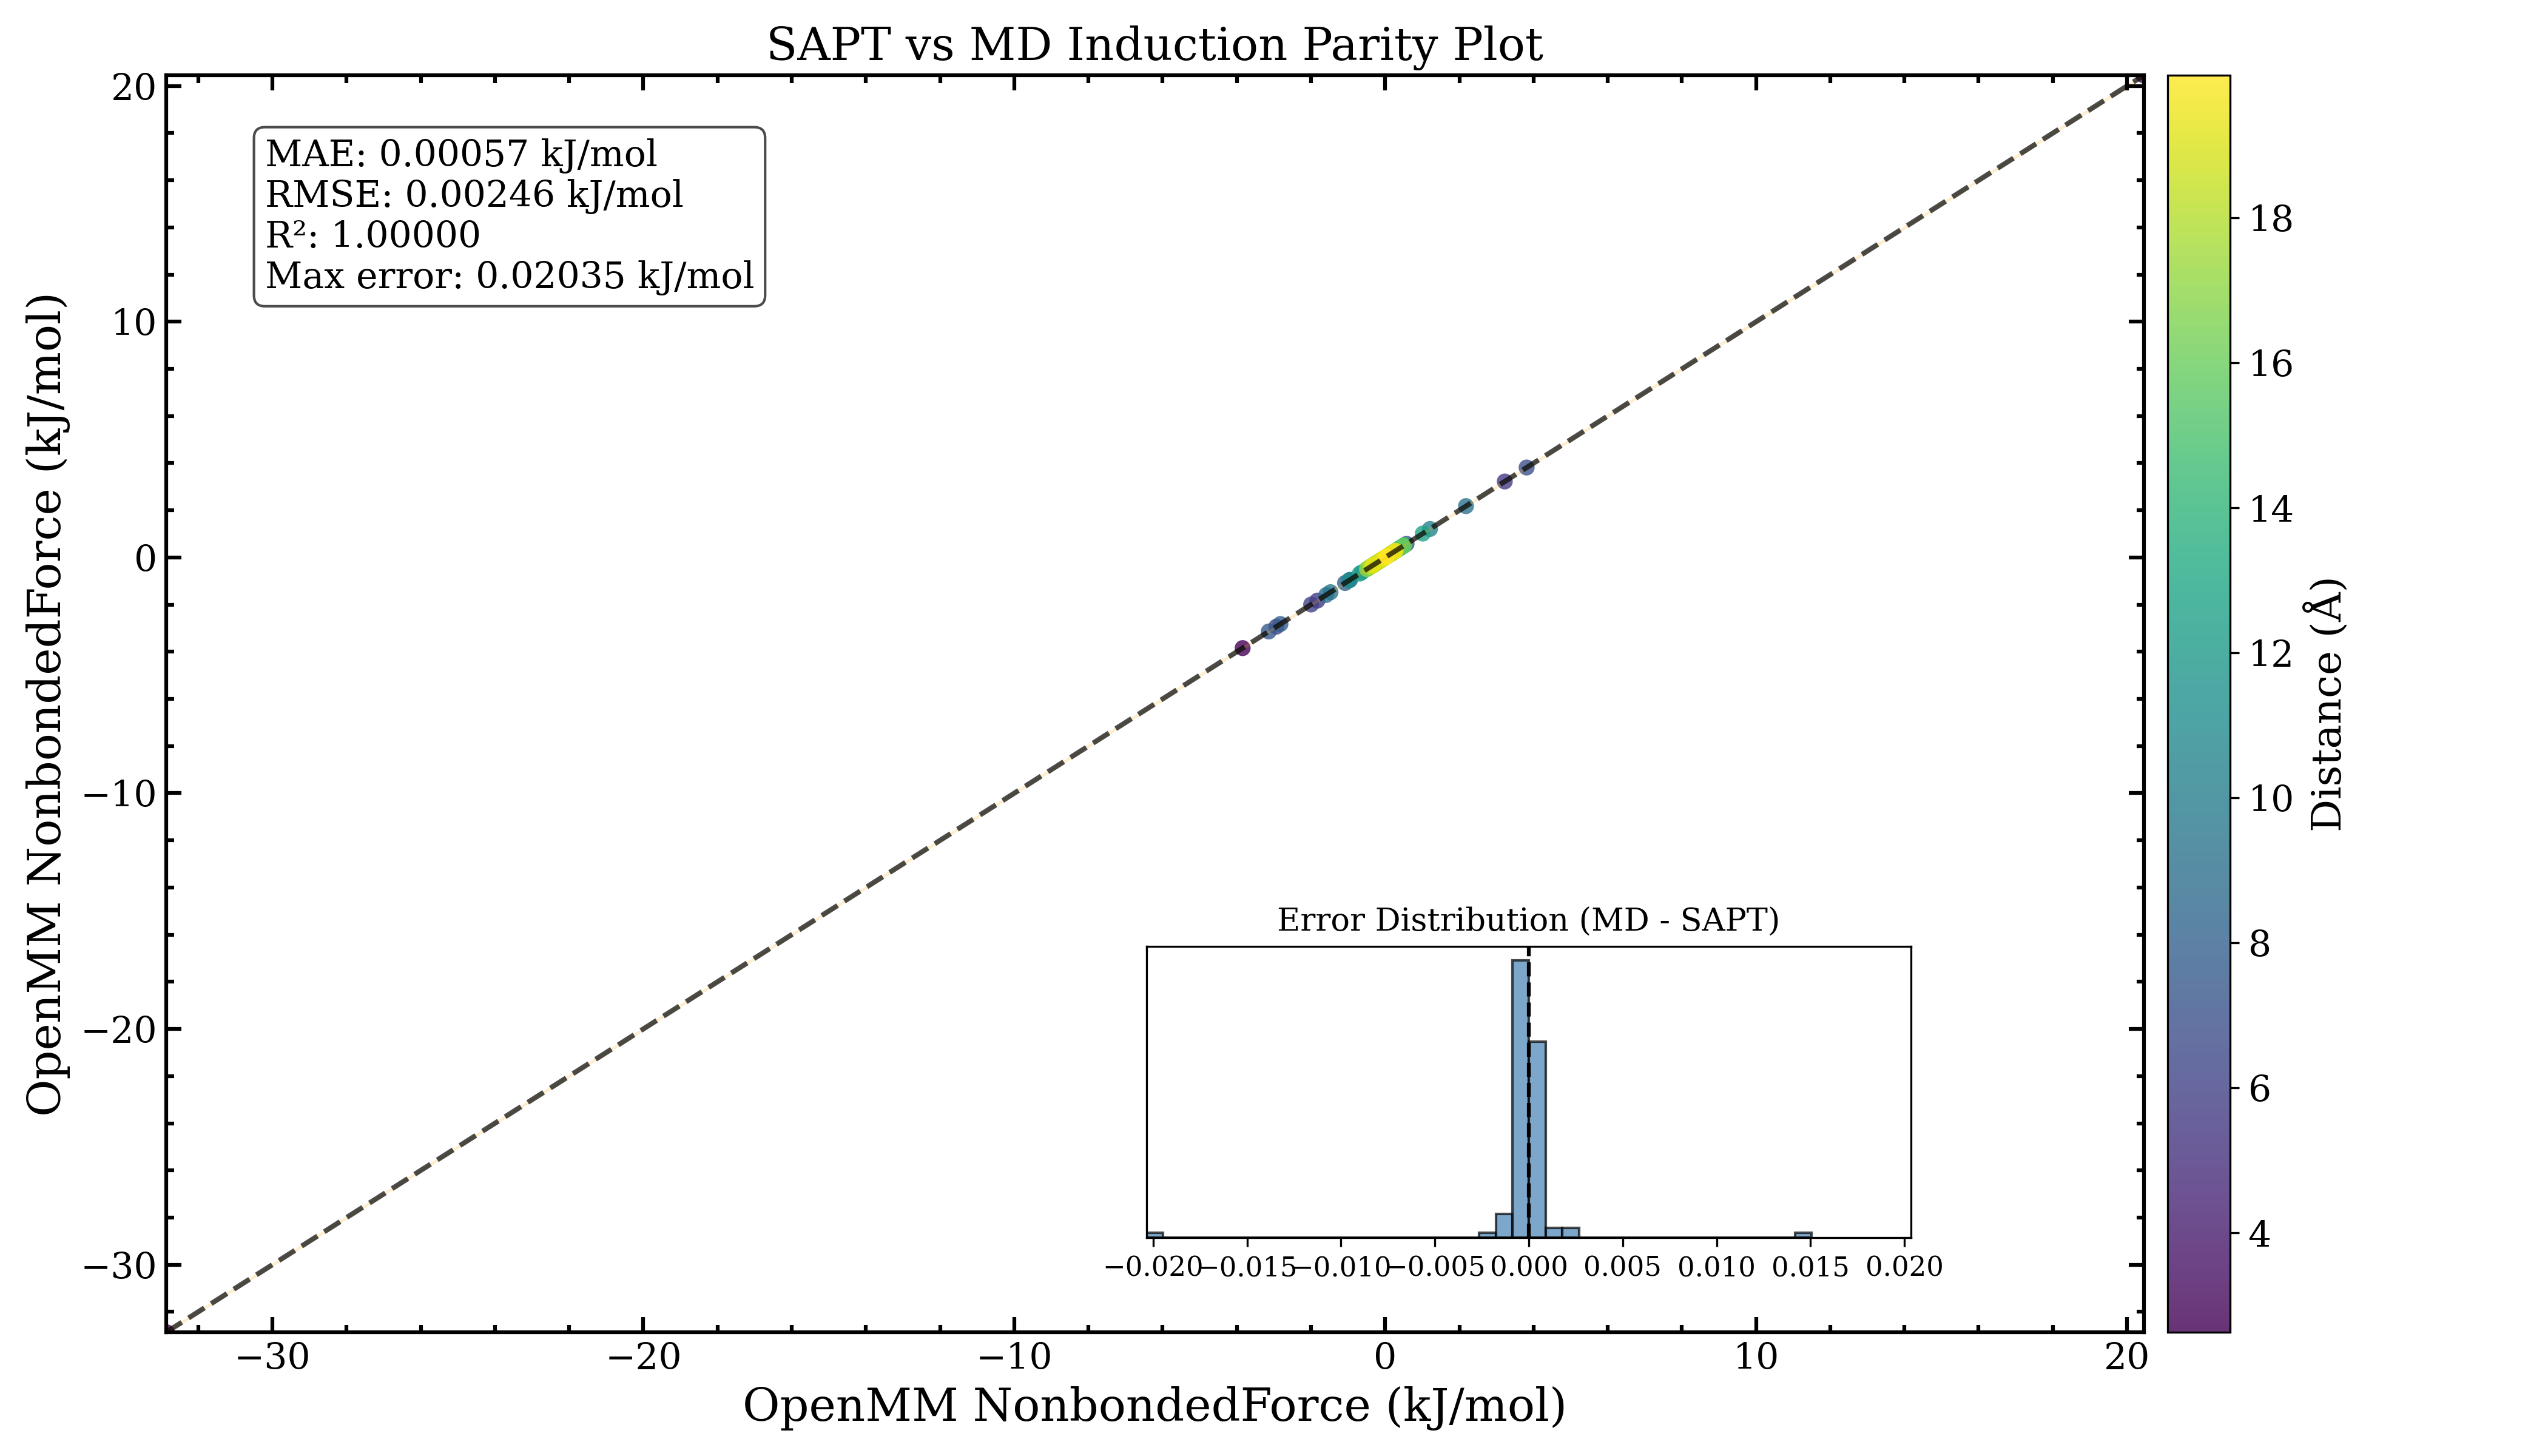 SAPT vs MD Induction Parity Plot
MAE: 0.00057 kJ/mol
RMSE: 0.00246 kJ/mol
R²: 1.00000
Max error: 0.02035 kJ/mol
OpenMM NonbondedForce (kJ/mol)
20
10
0
−10
−20
−30
Error Distribution (MD - SAPT)
−0.020 −0.015 −0.010 −0.005 0.000 0.005 0.010 0.015 0.020
−30 −20 −10 0 10 20
OpenMM NonbondedForce (kJ/mol)
18
16
14
12
10
8
6
4
Distance (Å)